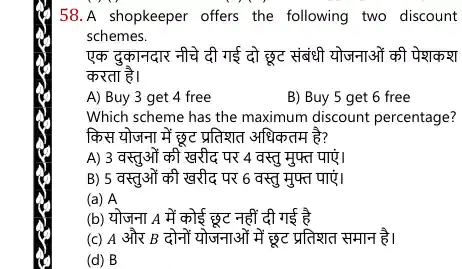 58. A shopkeeper offers the following two discount
schemes.
एक दुकानदार नीचे दी गई दो छूट संबंधी योजनाओं की पेशकश
करता है।
A) Buy 3 get 4 free B) Buy 5 get 6 free
Which scheme has the maximum discount percentage?
किस योजना में छूट प्रतिशत अधिकतम है?
A) 3 वस्तुओं की खरीद पर 4 वस्तु मुफ्त पाएं।
B) 5 वस्तुओं की खरीद पर 6 वस्तु मुफ्त पाएं।
(a) A
(b) योजना A में कोई छूट नहीं दी गई है
(c) A और B दोनों योजनाओं में छूट प्रतिशत समान है।
(d) B